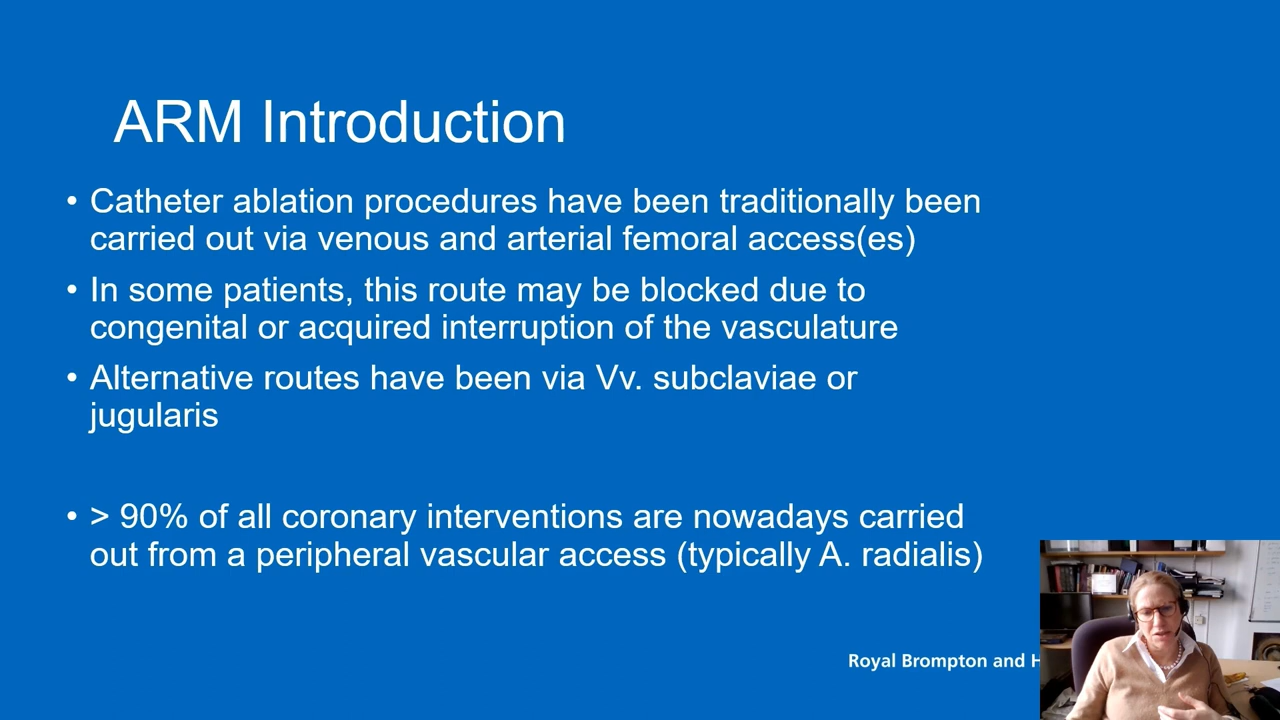 ARM Introduction
• Catheter ablation procedures have been traditionally been
carried out via venous and arterial femoral access(es)
• In some patients, this route may be blocked due to
congenital or acquired interruption of the vasculature
• Alternative routes have been via Vv. subclaviae or
jugularis
• > 90% of all coronary interventions are nowadays carried
out from a peripheral vascular access (typically A. radialis)
Royal Brompton and H